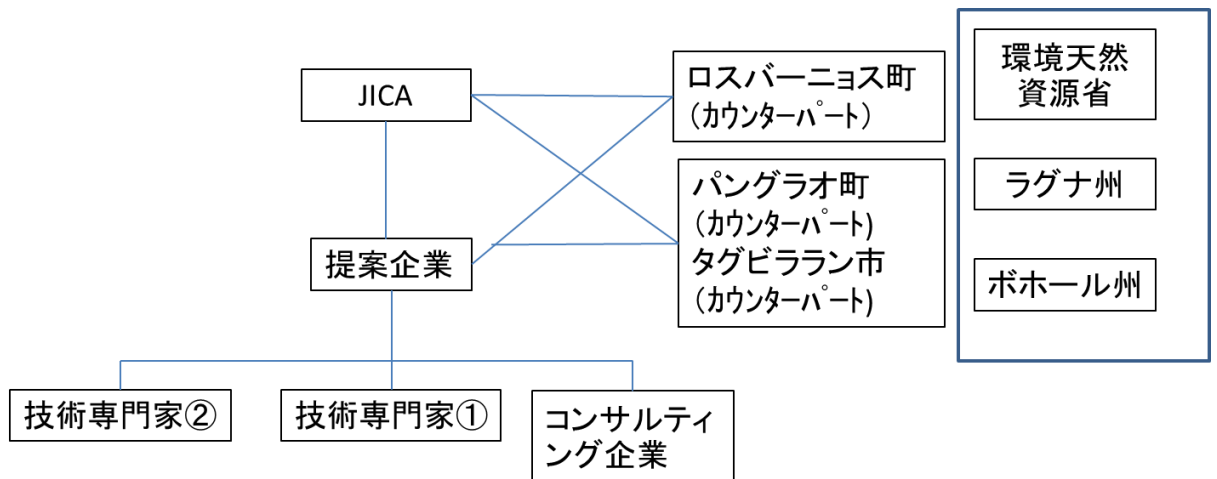 JICA
提案企業
技術専門家②
技術専門家①
コンサルティ
ング企業
ロスバーニョス町
(ｶｳﾝﾀｰﾊﾟｰﾄ)
パングラオ町
(ｶｳﾝﾀｰﾊﾟｰﾄ)
タグビララン市
(ｶｳﾝﾀｰﾊﾟｰﾄ)
環境天然
資源省
ラグナ州
ボホール州